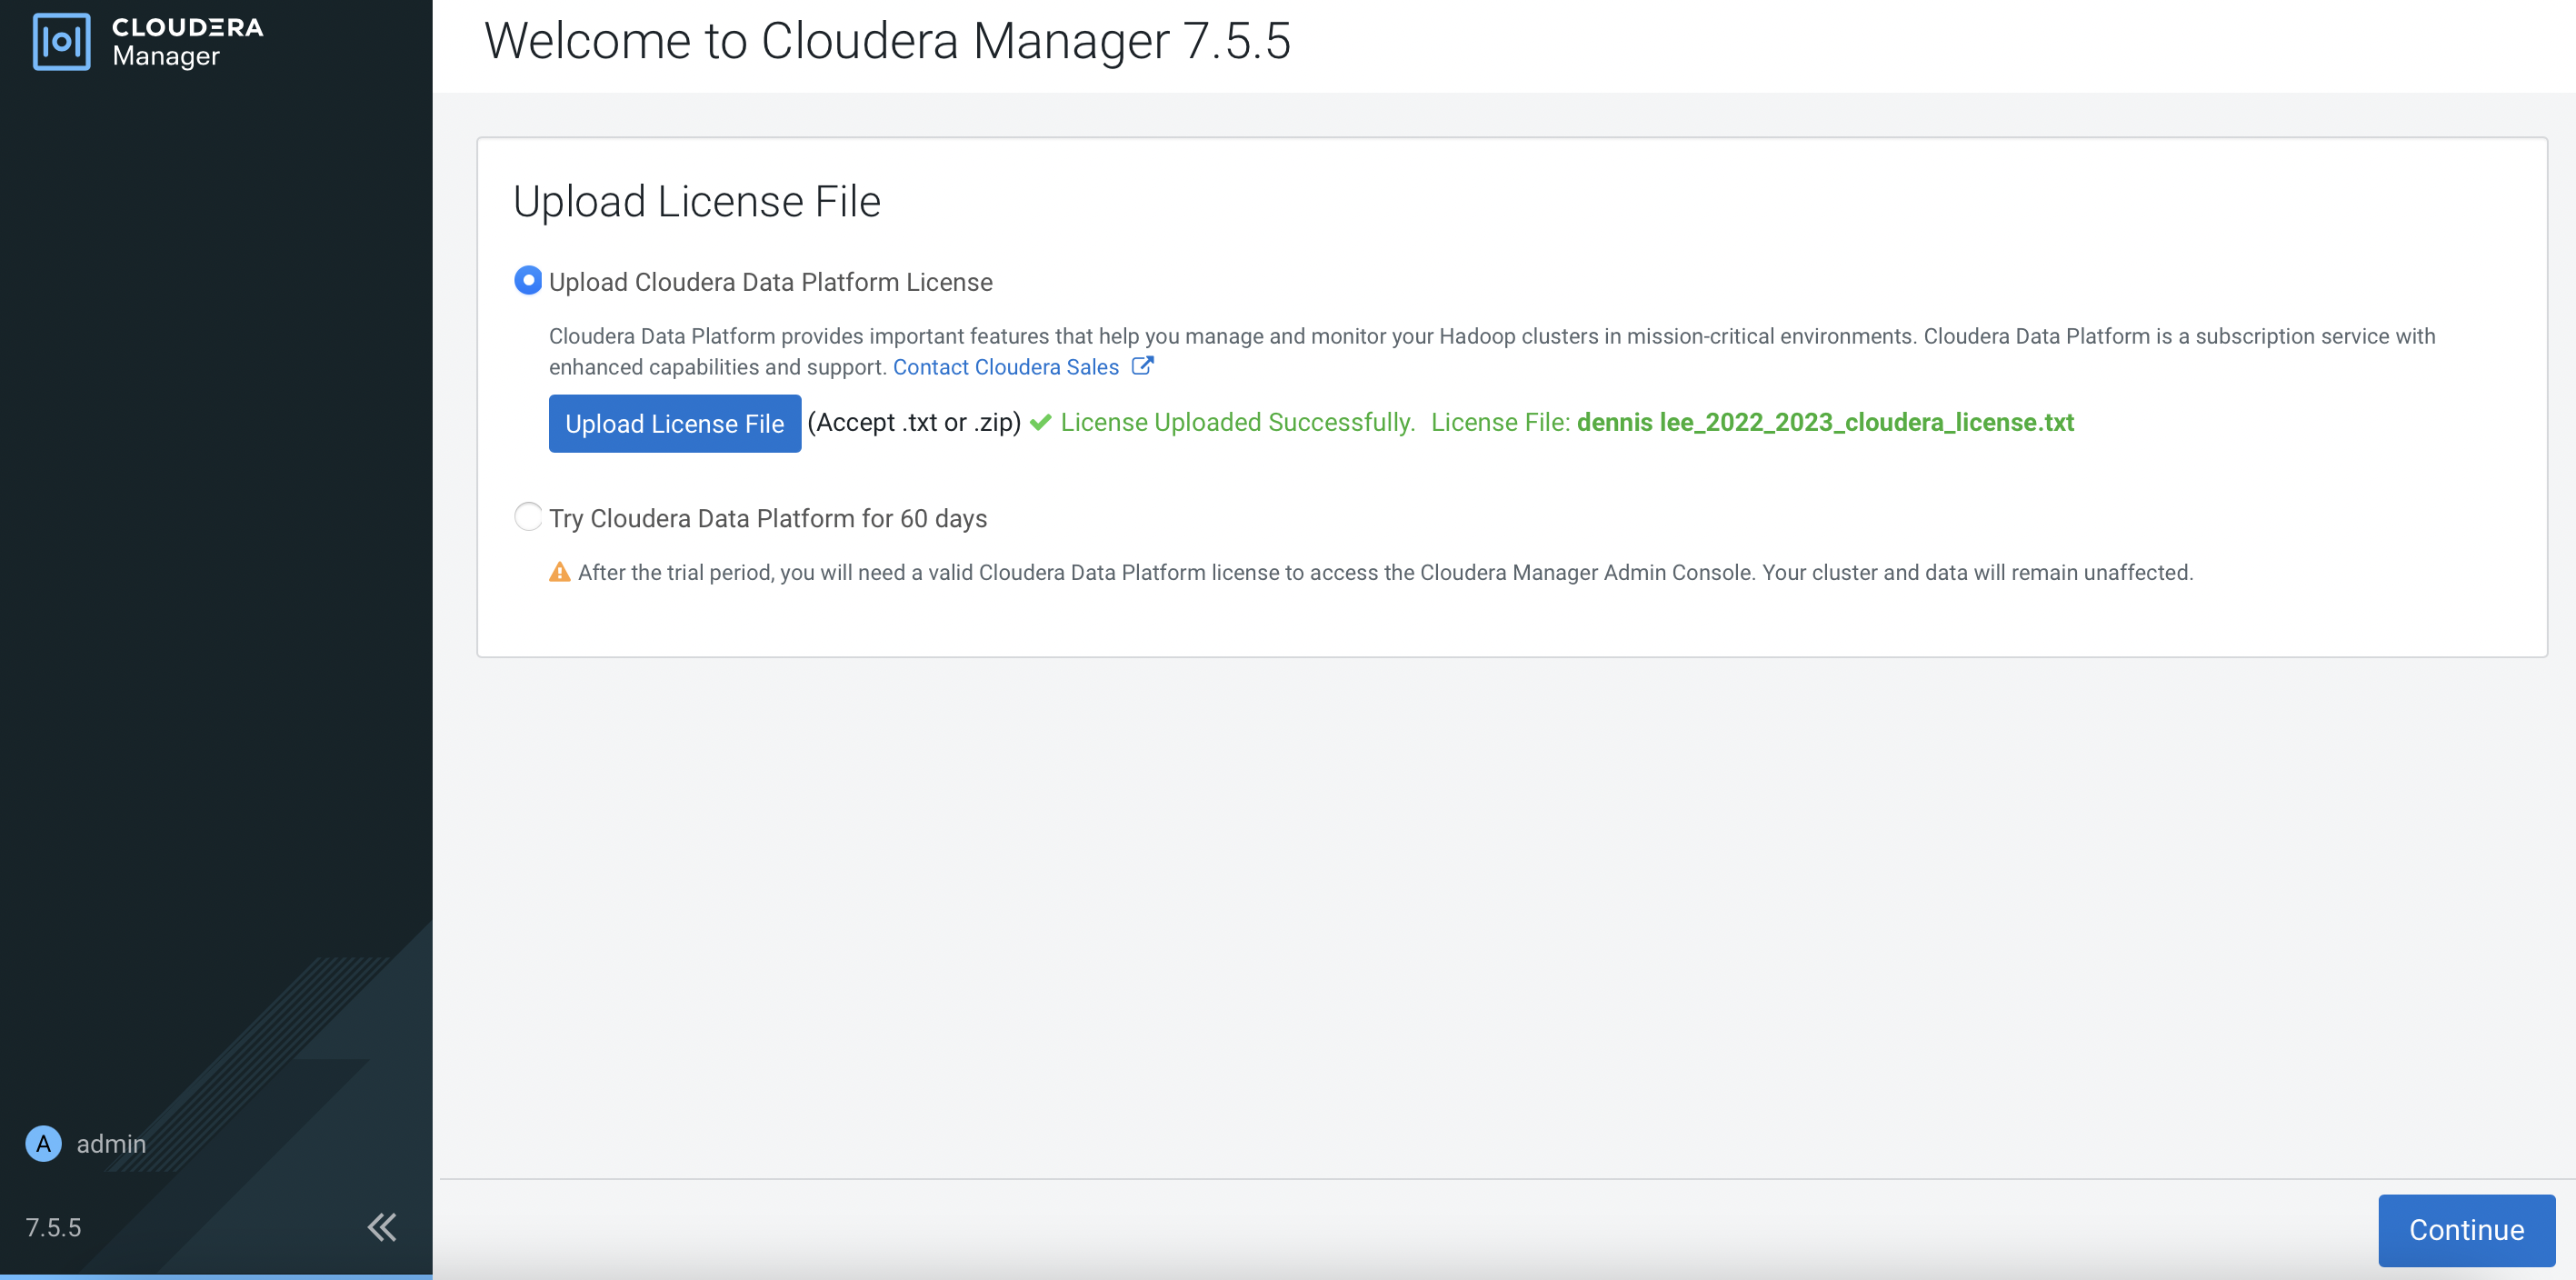 CLOUDERA
Manager
Welcome to Cloudera Manager 7.5.5
Upload License File
Upload Cloudera Data Platform License
Cloudera Data Platform provides important features that help you manage and monitor your Hadoop clusters in mission-critical environments. Cloudera Data Platform is a subscription service with
enhanced capabilities and support. Contact Cloudera Sales
Upload License File (Accept .txt or .zip) License Uploaded Successfully. License File: dennis lee_2022_2023_cloudera_license.txt
Try Cloudera Data Platform for 60 days
After the trial period, you will need a valid Cloudera Data Platform license to access the Cloudera Manager Admin Console. Your cluster and data will remain unaffected.
A admin
7.5.5
Continue